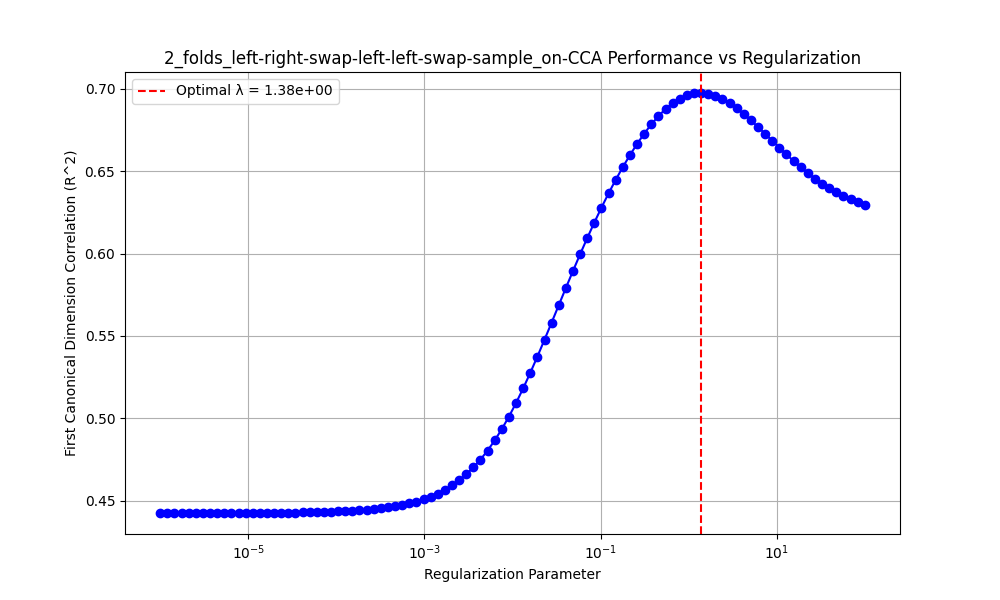 2_folds_left-right-swap-left-left-swap-sample_on-CCA Performance vs Regularization
Optimal λ = 1.38e+00
First Canonical Dimension Correlation (R^2)
0.70
0.65
0.60
0.55
0.50
0.45
10⁻⁵
10⁻³
10⁻¹
10¹
Regularization Parameter